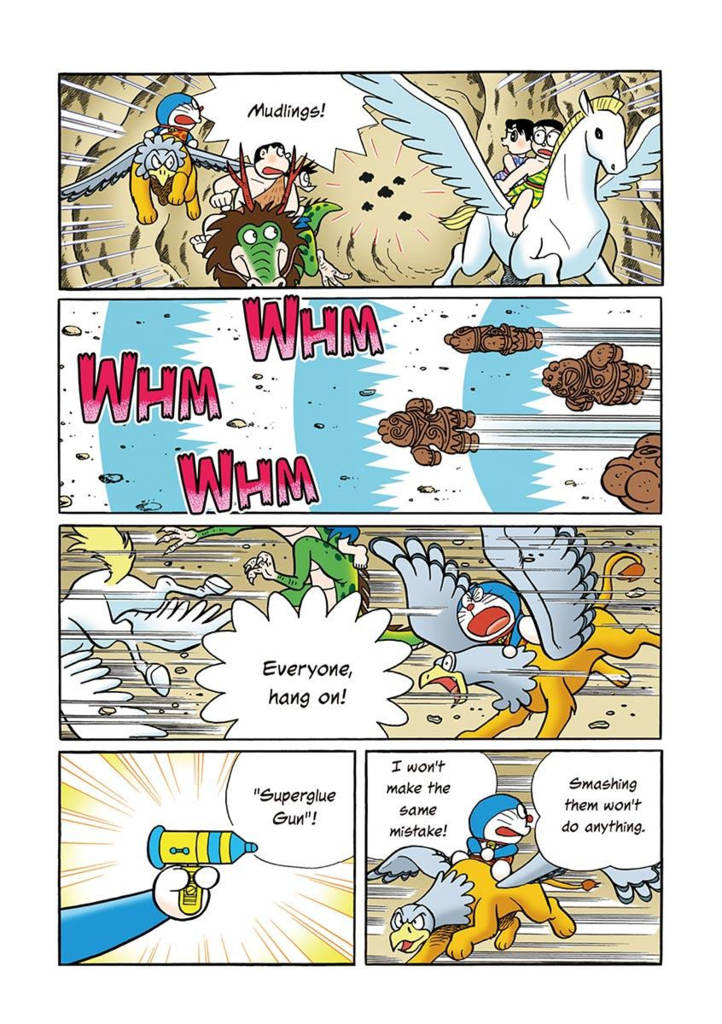 Mudlings!
WHM
WHM
WHM
Everyone,
hang on!
"Superglue
Gun"!
I won't
make the
same
mistake!
Smashing
them won't
do anything.